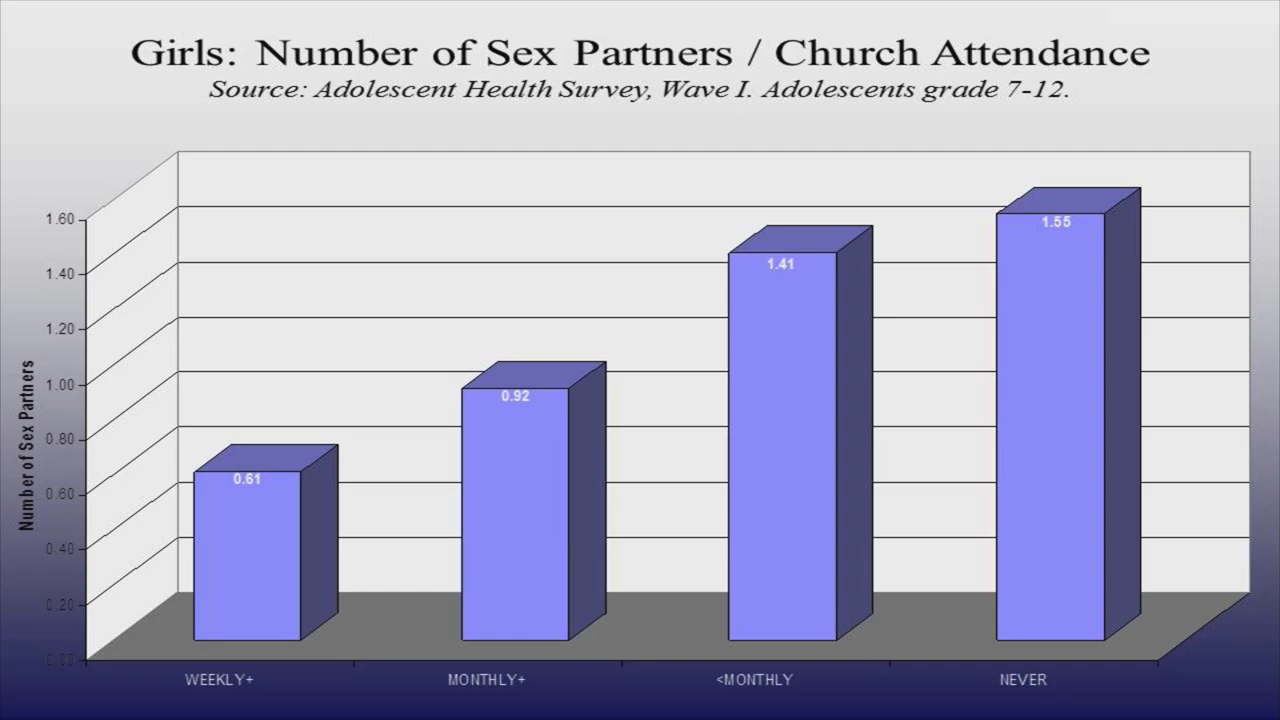 Girls: Number of Sex Partners / Church Attendance
Source: Adolescent Health Survey, Wave I. Adolescents grade 7-12.
Number of Sex Partners
1.60
1.40
1.20
1.00
0.80
0.60
0.40
0.20
0.00
0.61
0.92
1.41
1.55
WEEKLY+
MONTHLY+
<MONTHLY
NEVER